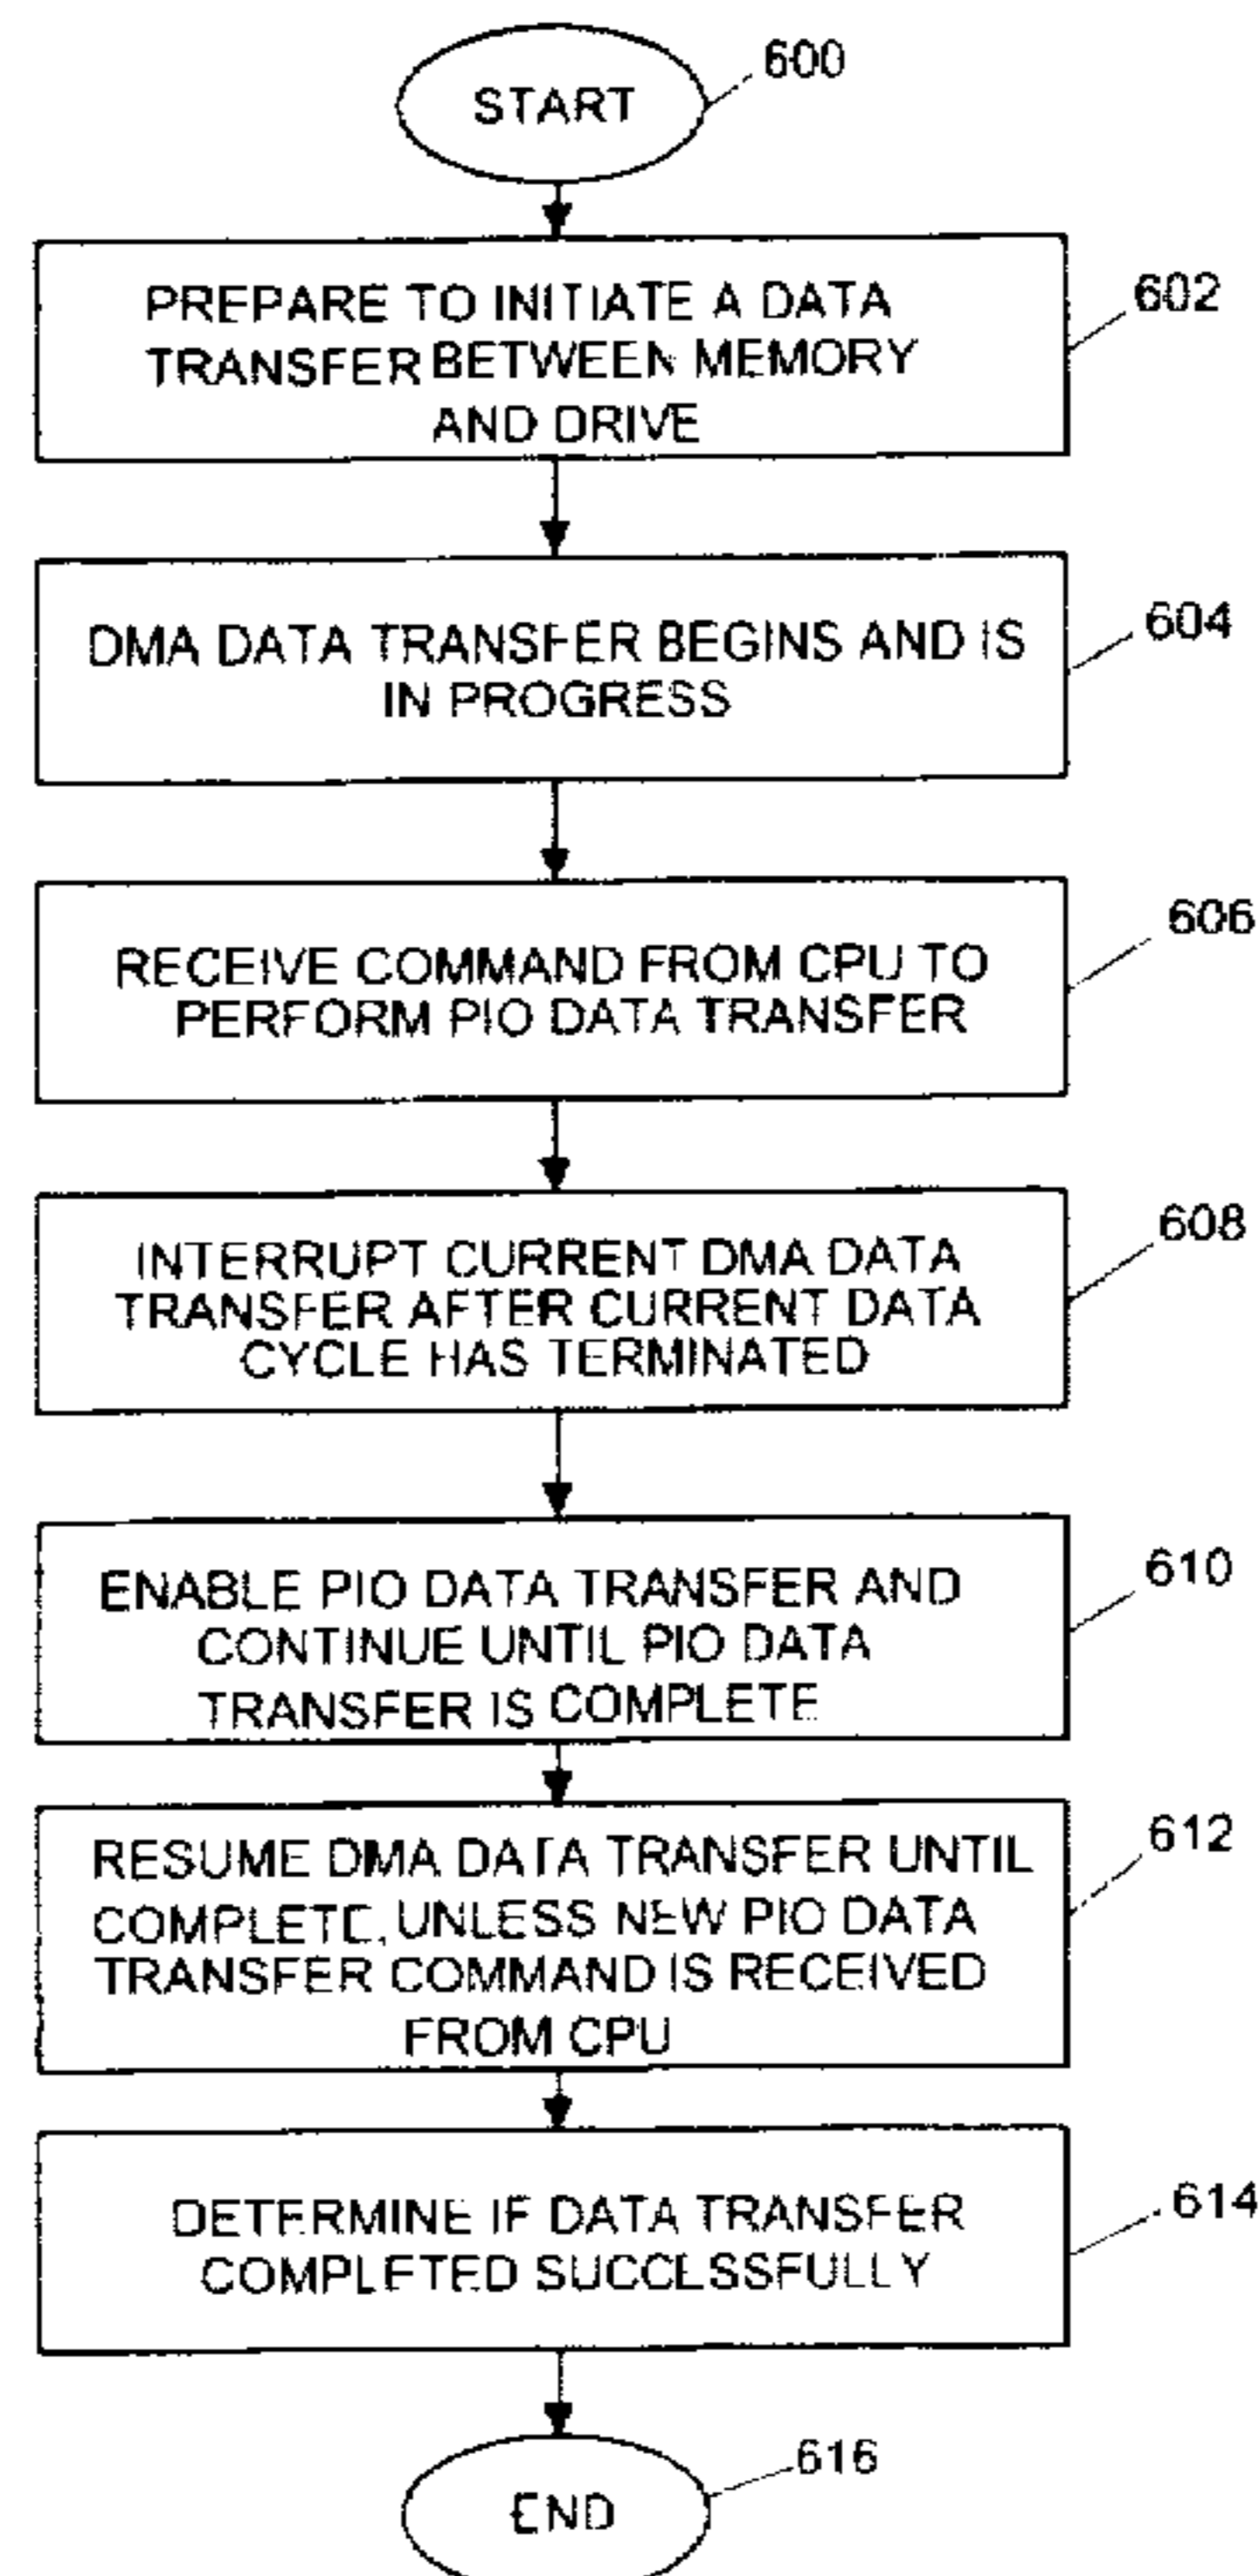 START
600
PREPARE TO INITIATE A DATA
TRANSFER BETWEEN MEMORY
AND DRIVE
602
DMA DATA TRANSFER BEGINS AND IS
IN PROGRESS
604
RECEIVE COMMAND FROM CPU TO
PERFORM PIO DATA TRANSFER
606
INTERRUPT CURRENT DMA DATA
TRANSFER AFTER CURRENT DATA
CYCLE HAS TERMINATED
608
ENABLE PIO DATA TRANSFER AND
CONTINUE UNTIL PIO DATA
TRANSFER IS COMPLETE
610
RESUME DMA DATA TRANSFER UNTIL
COMPLETE, UNLESS NEW PIO DATA
TRANSFER COMMAND IS RECEIVED
FROM CPU
612
DETERMINE IF DATA TRANSFER
COMPLETED SUCCESSFULLY
614
END
616